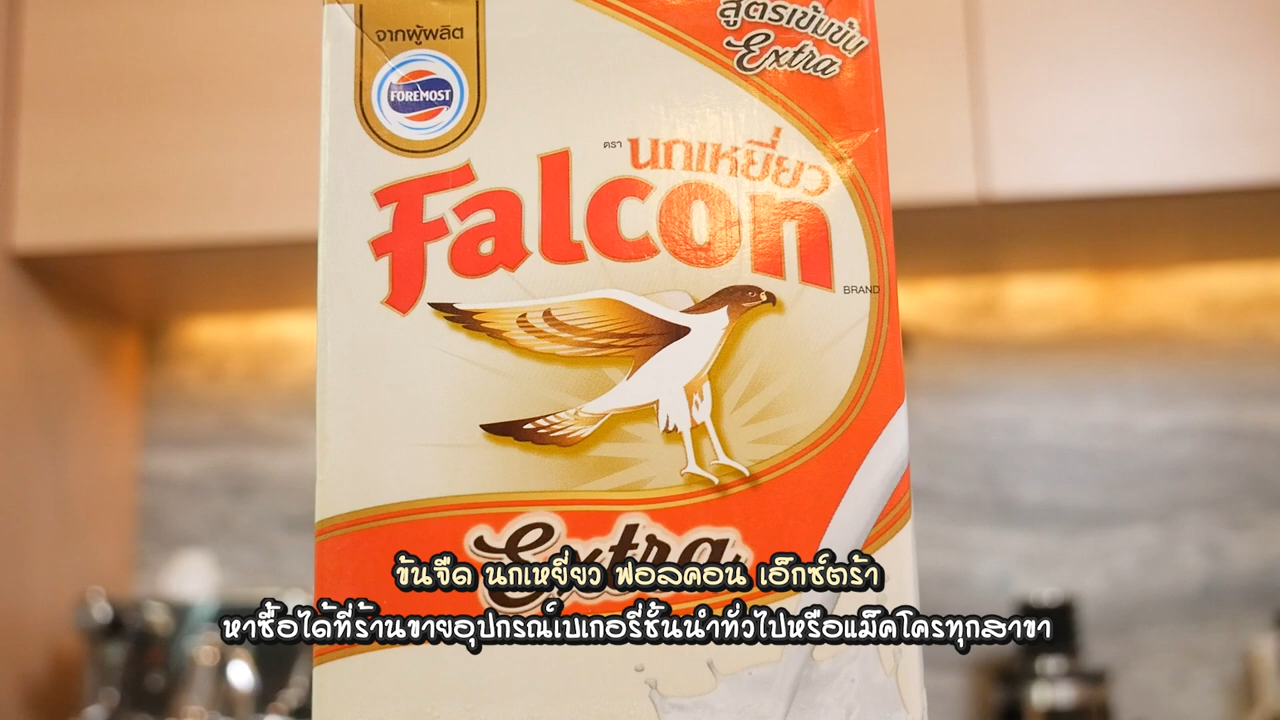 จากผู้ผลิต
FOREMOST
สูตรเข้มข้น
Extra
ตรา นกเหยี่ยว
Falcon
BRAND
Extra
ข้นจืด นกเหยี่ยว ฟอลคอน เอ็กซ์ตร้า
หาซื้อได้ที่ร้านขายอุปกรณ์เบเกอรี่ชั้นนำทั่วไปหรือแม็คโครทุกสาขา